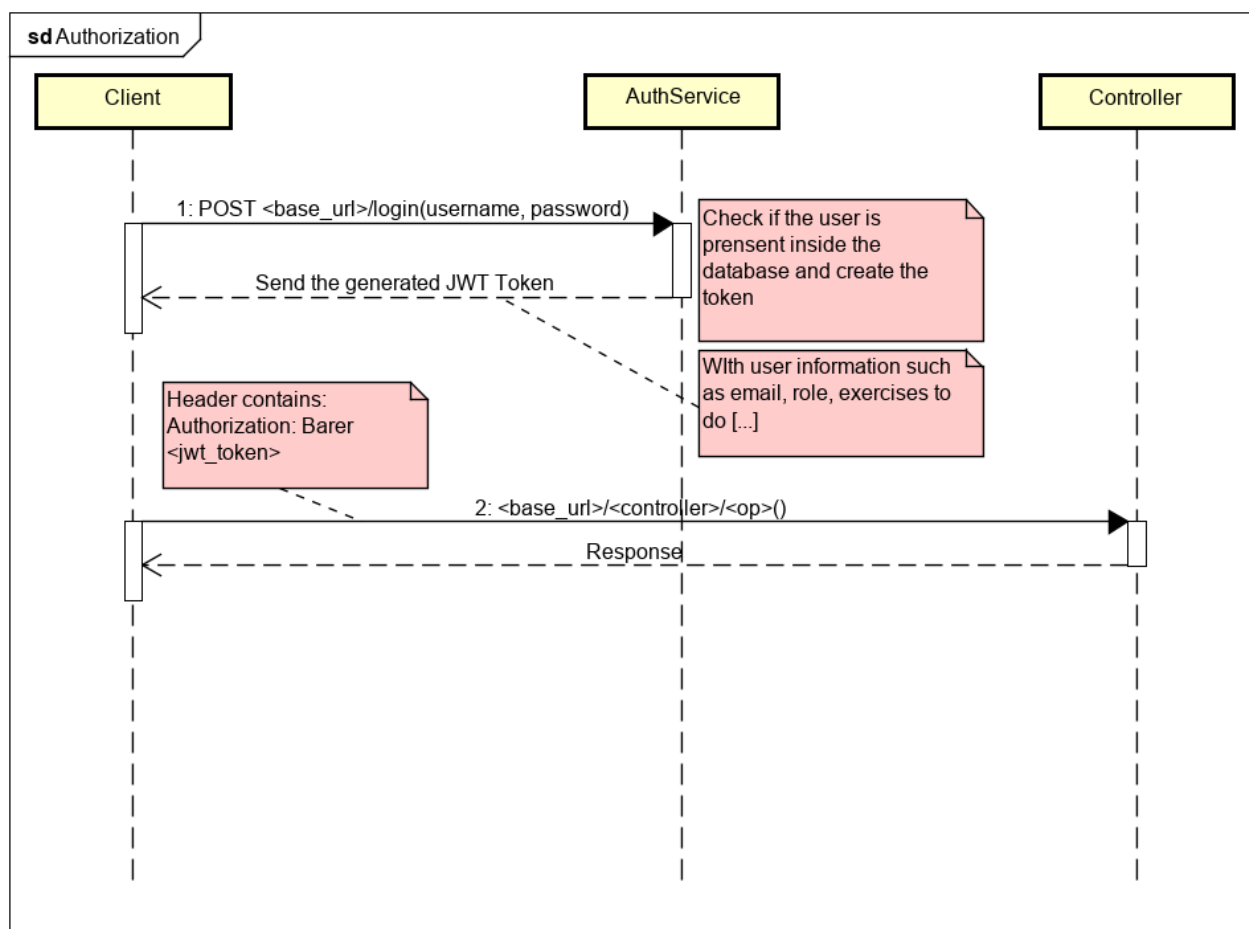 sd Authorization
Client
AuthService
Controller
1: POST <base_url>/login(username, password)
Check if the user is
prensent inside the
database and create the
token
Send the generated JWT Token
WIth user information such
as email, role, exercises to
do [...]
Header contains:
Authorization: Barer
<jwt_token>
2: <base_url>/<controller>/<op>()
Response